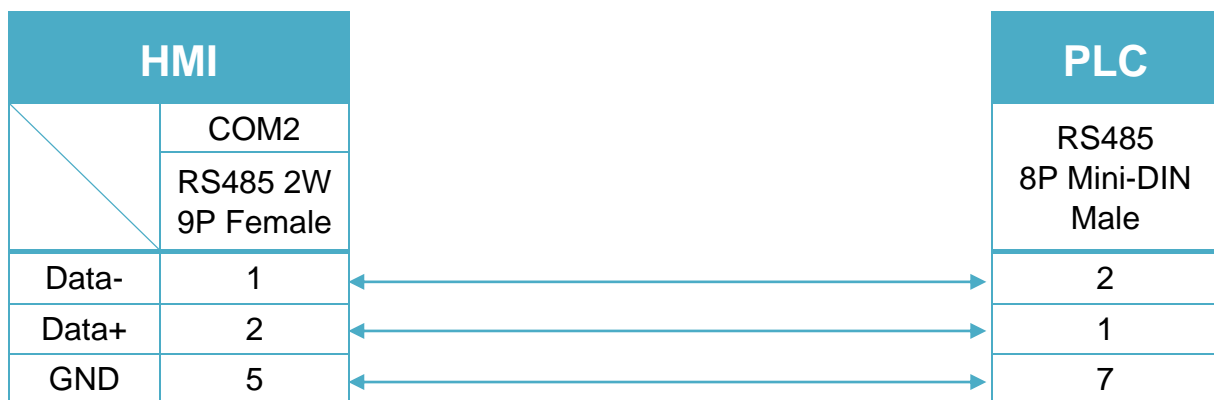 HMI
PLC
COM2
RS485 2W
9P Female
RS485
8P Mini-DIN
Male
Data- 1 2
Data+ 2 1
GND 5 7